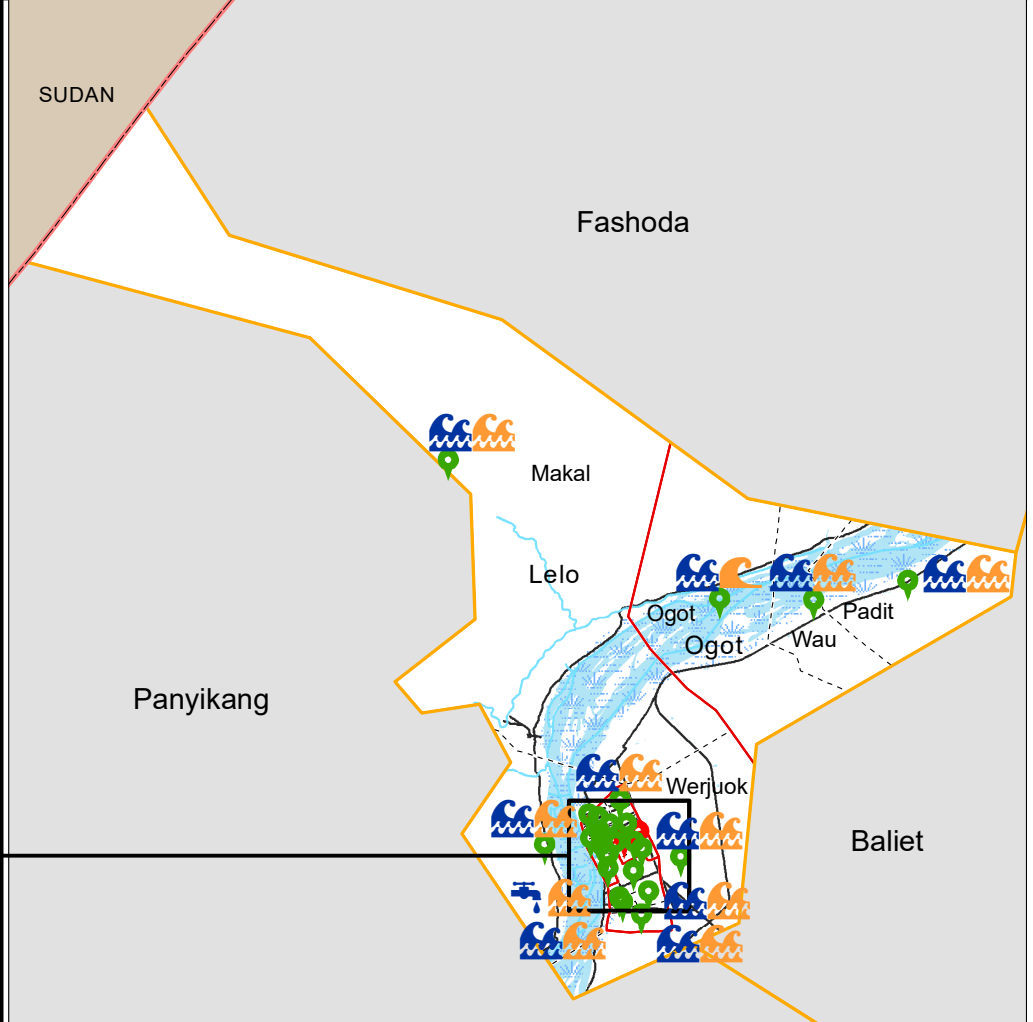 SUDAN
Fashoda
Makal
Lelo
Ogot
Padit
Ogot
Wau
Panyikang
Werjuok
Baliet